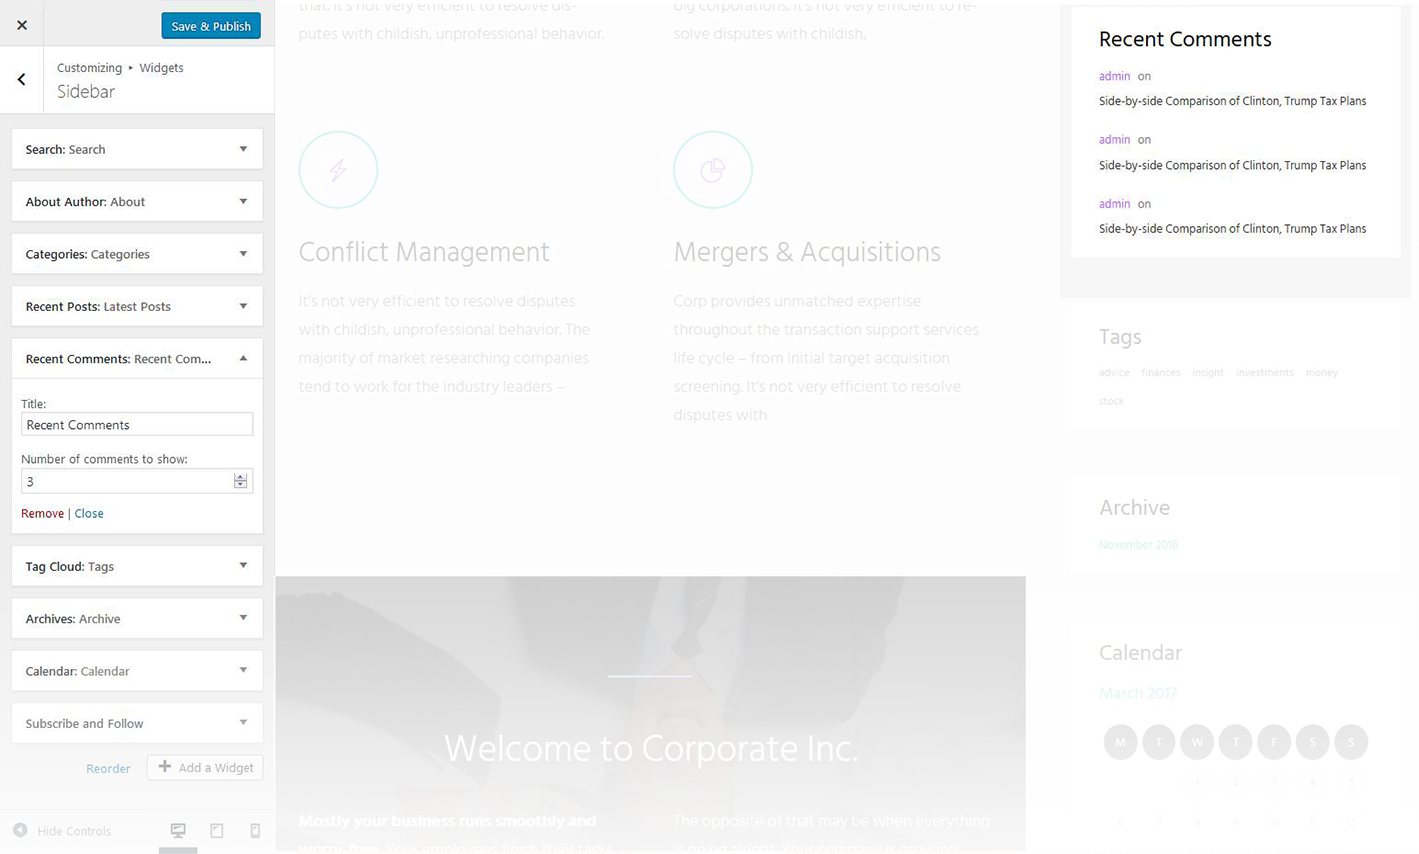 Save & Publish
Customizing ▸ Widgets
Sidebar
Search: Search
About Author: About
Categories: Categories
Recent Posts: Latest Posts
Recent Comments: Recent Com...
Title:
Recent Comments
Number of comments to show:
3
Remove | Close
Tag Cloud: Tags
Archives: Archive
Calendar: Calendar
Subscribe and Follow
Reorder
Add a Widget
Hide Controls
that. It's not very efficient to resolve dis-
putes with childish, unprofessional behavior.
big corporations. It's not very efficient to re-
solve disputes with childish,
Conflict Management
It's not very efficient to resolve disputes
with childish, unprofessional behavior. The
majority of market researching companies
tend to work for the industry leaders –
Mergers & Acquisitions
Corp provides unmatched expertise
throughout the transaction support services
life cycle – from initial target acquisition
screening. It's not very efficient to resolve
disputes with
Welcome to Corporate Inc.
Mostly your business runs smoothly and
worry-free. Your employees finish their tasks
The opposite of that may be when everything
is going alright. Your company is growing
Recent Comments
admin on
Side-by-side Comparison of Clinton, Trump Tax Plans
admin on
Side-by-side Comparison of Clinton, Trump Tax Plans
admin on
Side-by-side Comparison of Clinton, Trump Tax Plans
Tags
advice finances insight investments money
stock
Archive
November 2016
Calendar
March 2017
M T W T F S S
1 2 3 4 5
6 7 8 9 10 11 12